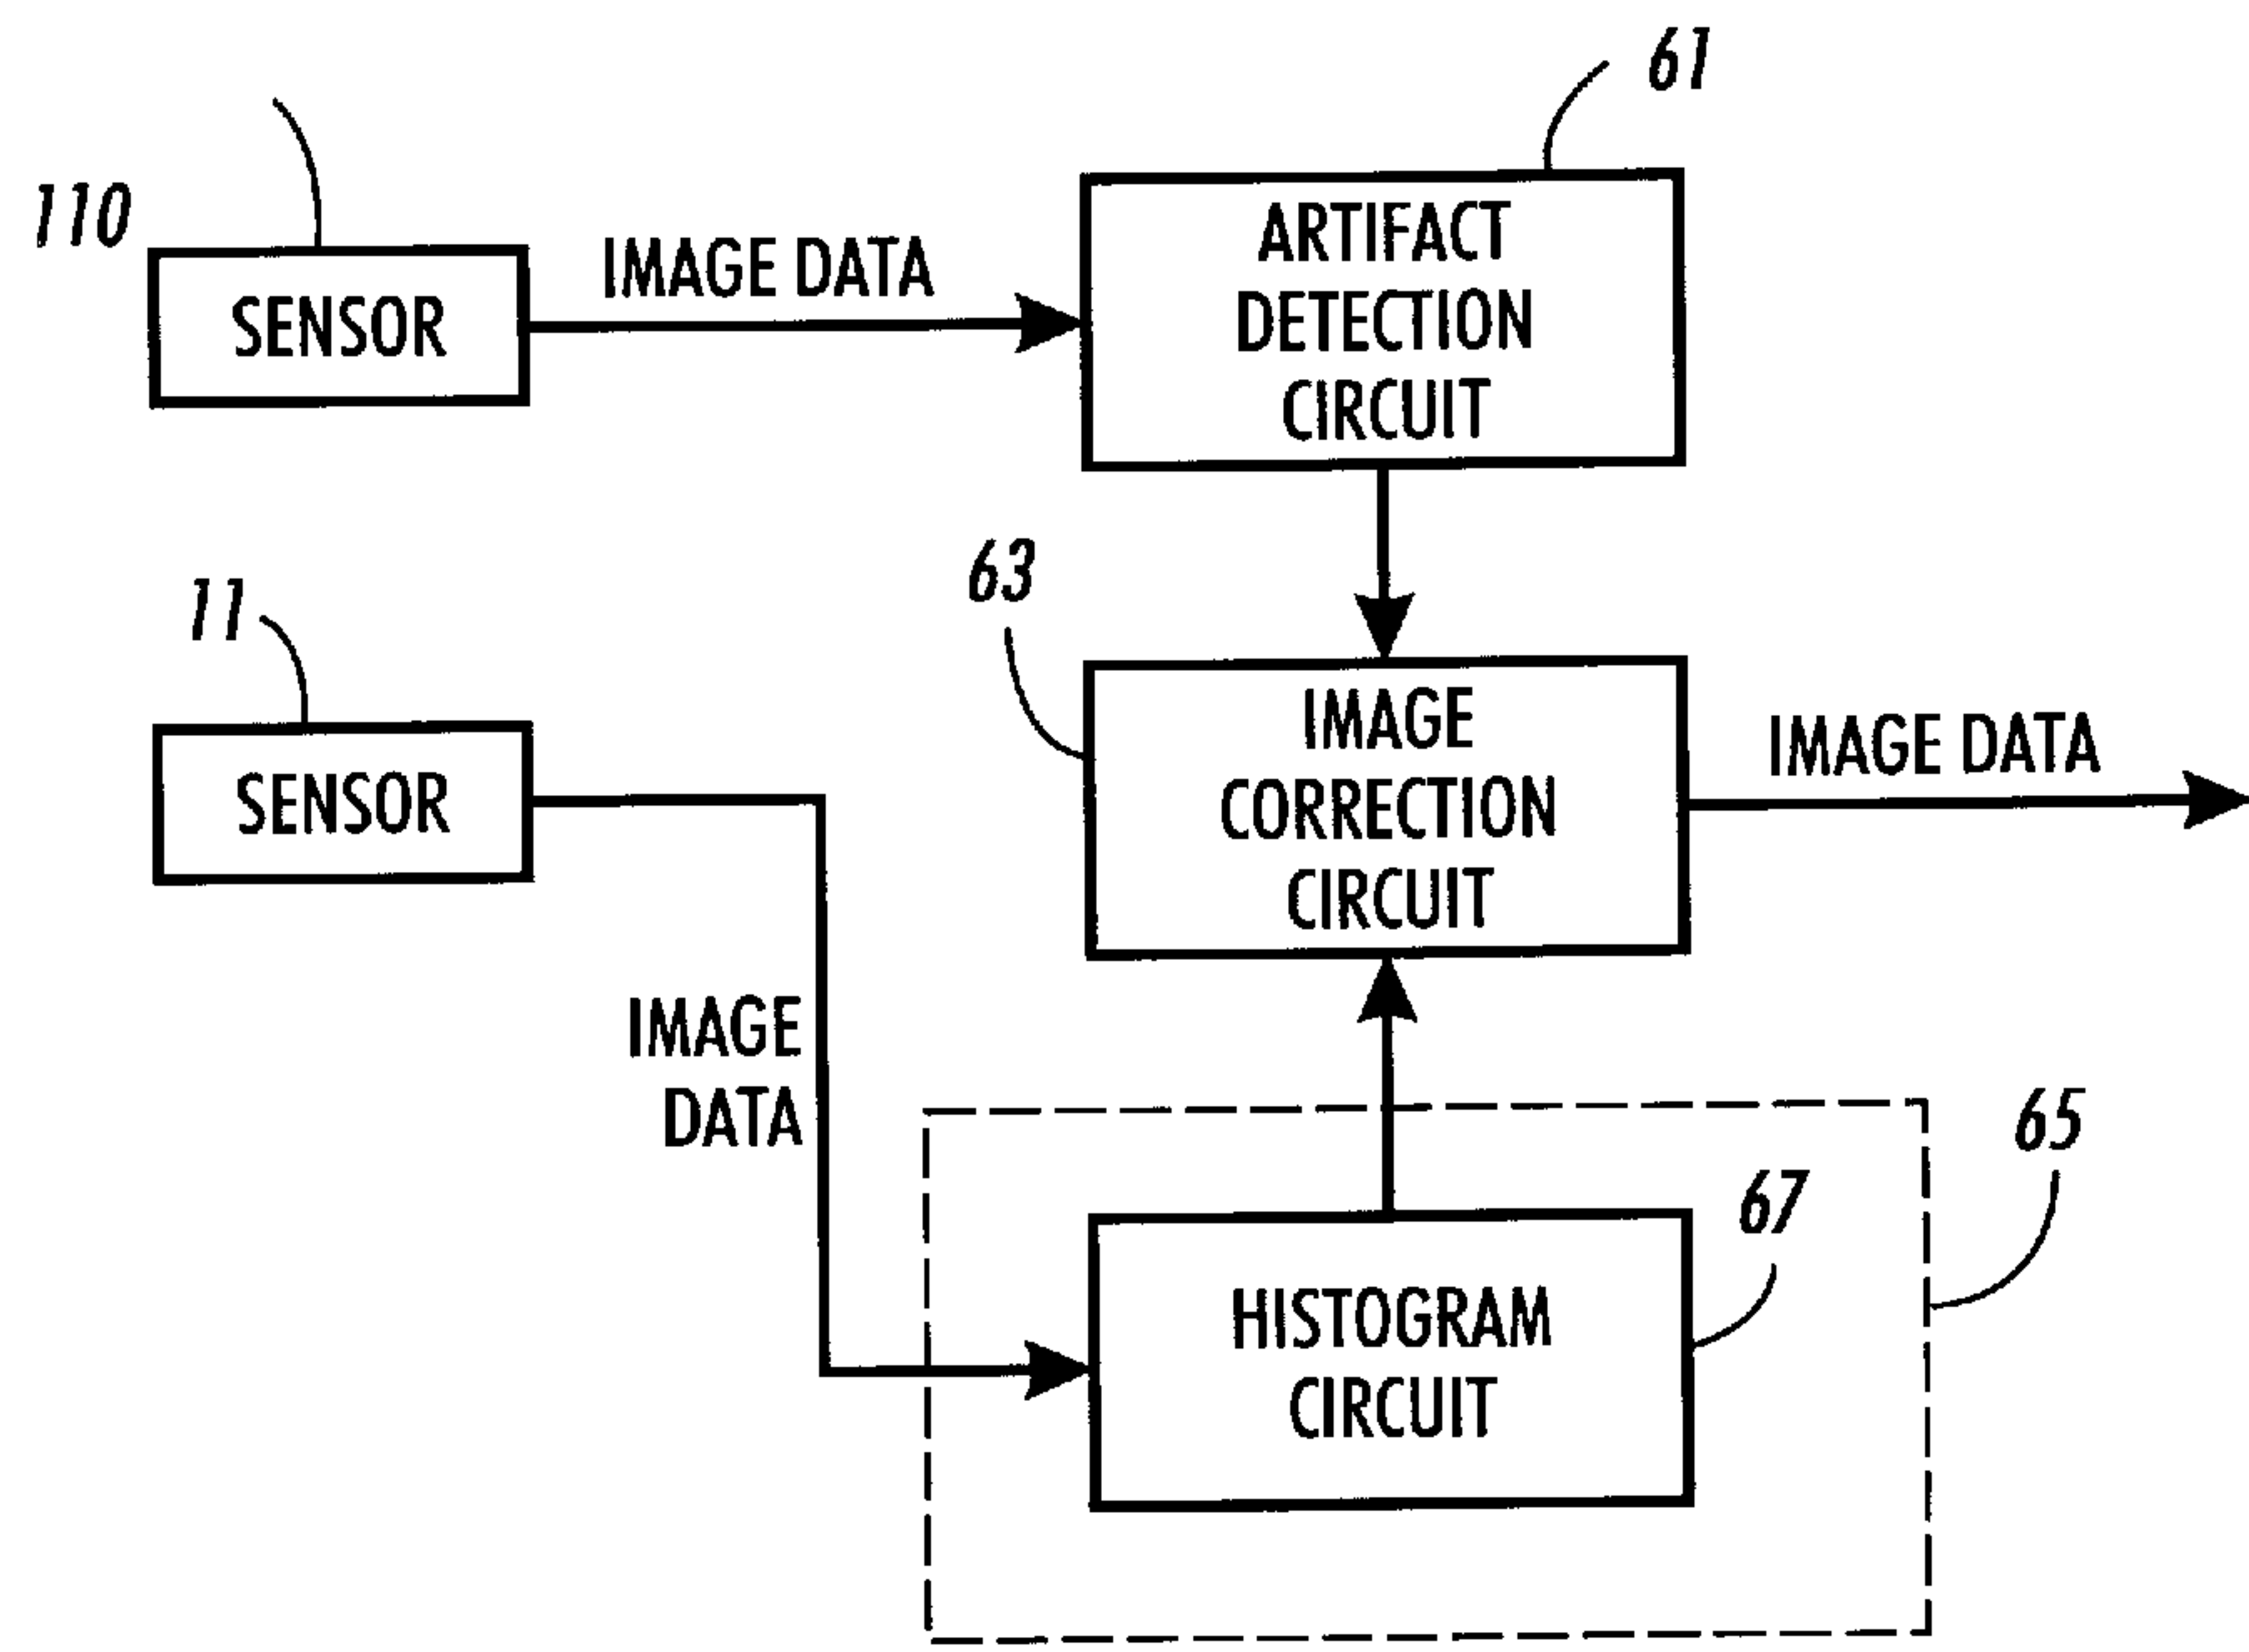 61
110
SENSOR
IMAGE DATA
ARTIFACT
DETECTION
CIRCUIT
11
SENSOR
63
IMAGE
CORRECTION
CIRCUIT
IMAGE DATA
IMAGE
DATA
65
67
HISTOGRAM
CIRCUIT